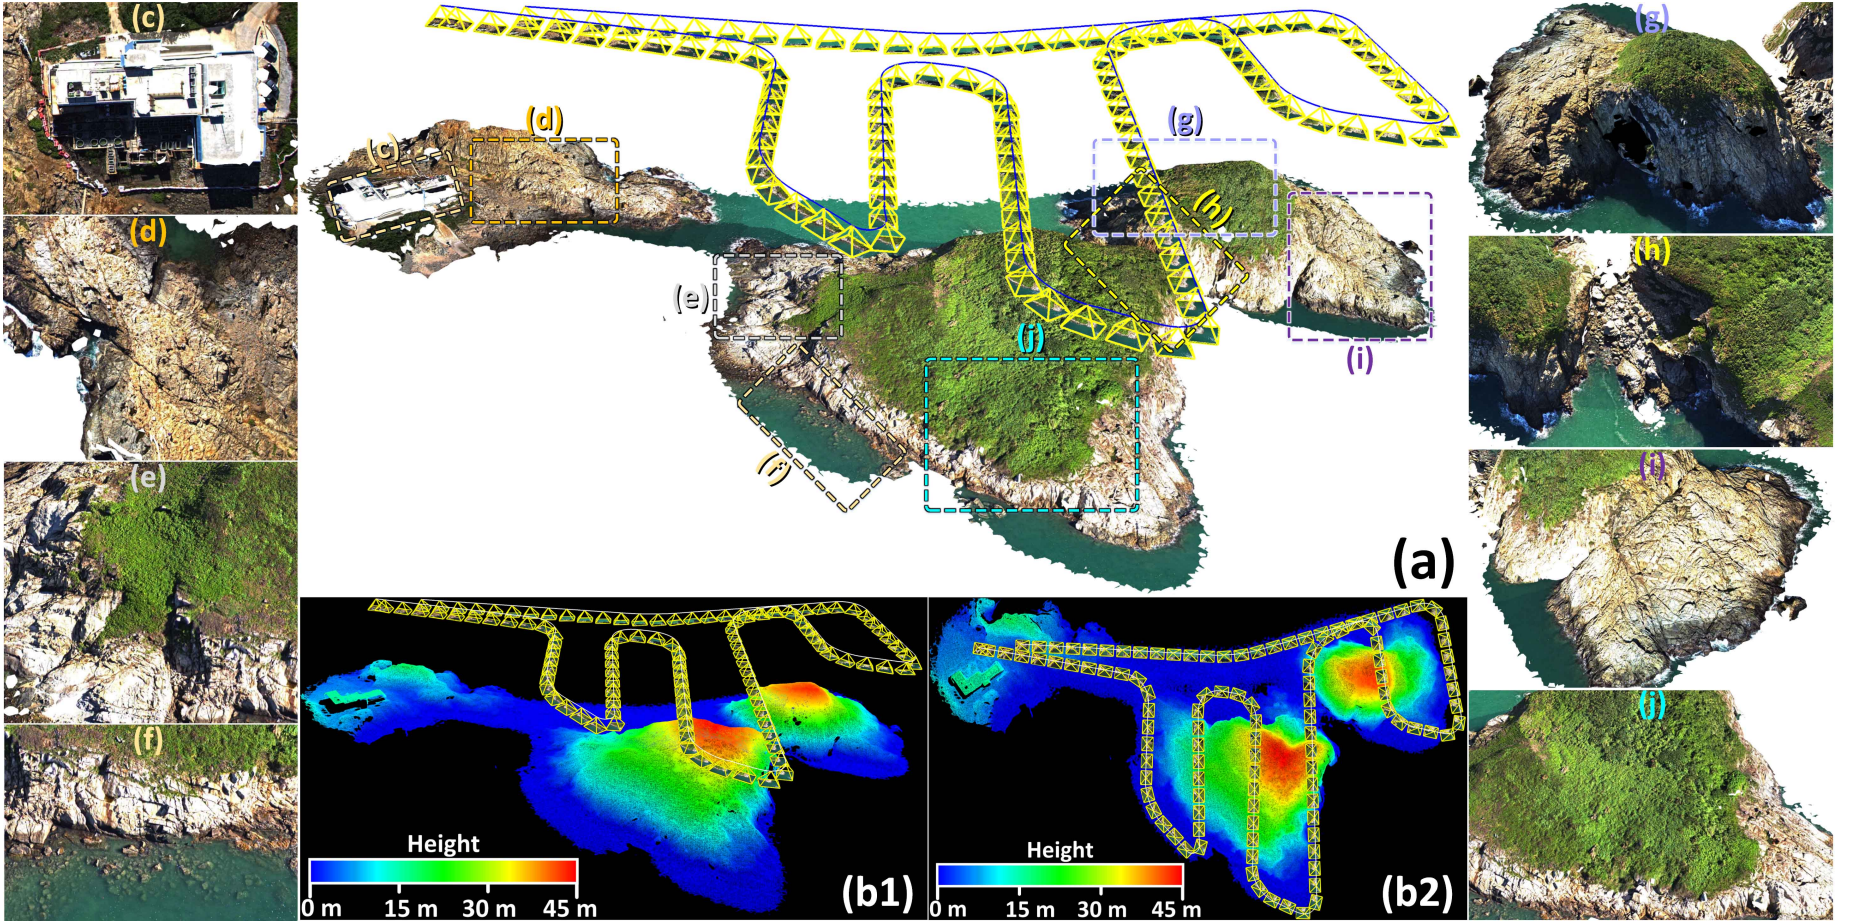 (c)
(d)
(e)
(f)
(c)
(d)
(e)
(f)
(g)
(h)
(i)
(j)
(a)
(g)
(h)
(i)
(j)
Height
0 m 15 m 30 m 45 m
(b1)
Height
0 m 15 m 30 m 45 m
(b2)